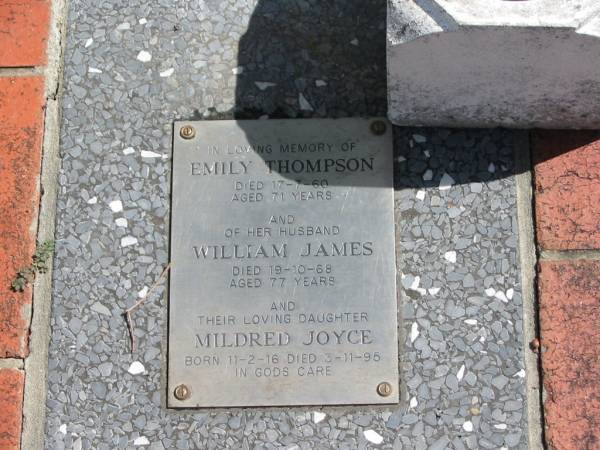 IN LOVING MEMORY OF
EMILY THOMPSON
DIED 17-7-60
AGED 71 YEARS
AND
OF HER HUSBAND
WILLIAM JAMES
DIED 19-10-68
AGED 77 YEARS
AND
THEIR LOVING DAUGHTER
MILDRED JOYCE
BORN 11-2-16 DIED 3-11-95
IN GODS CARE